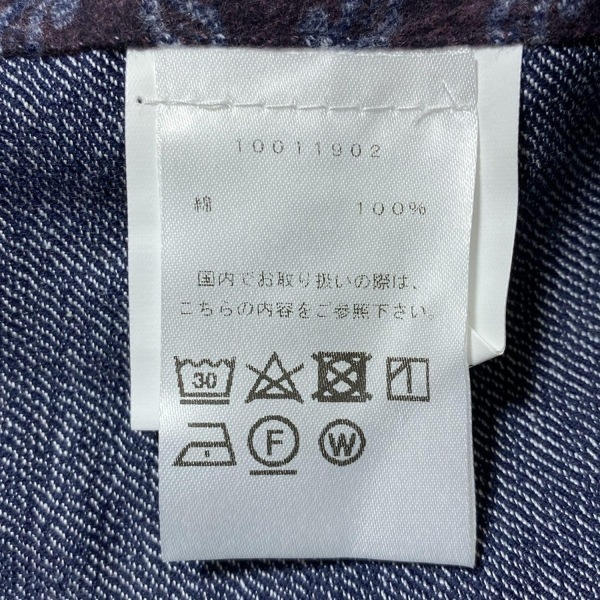 10011902
綿 100%
国内でお取り扱いの際は、
こちらの内容をご参照下さい。
30
F W